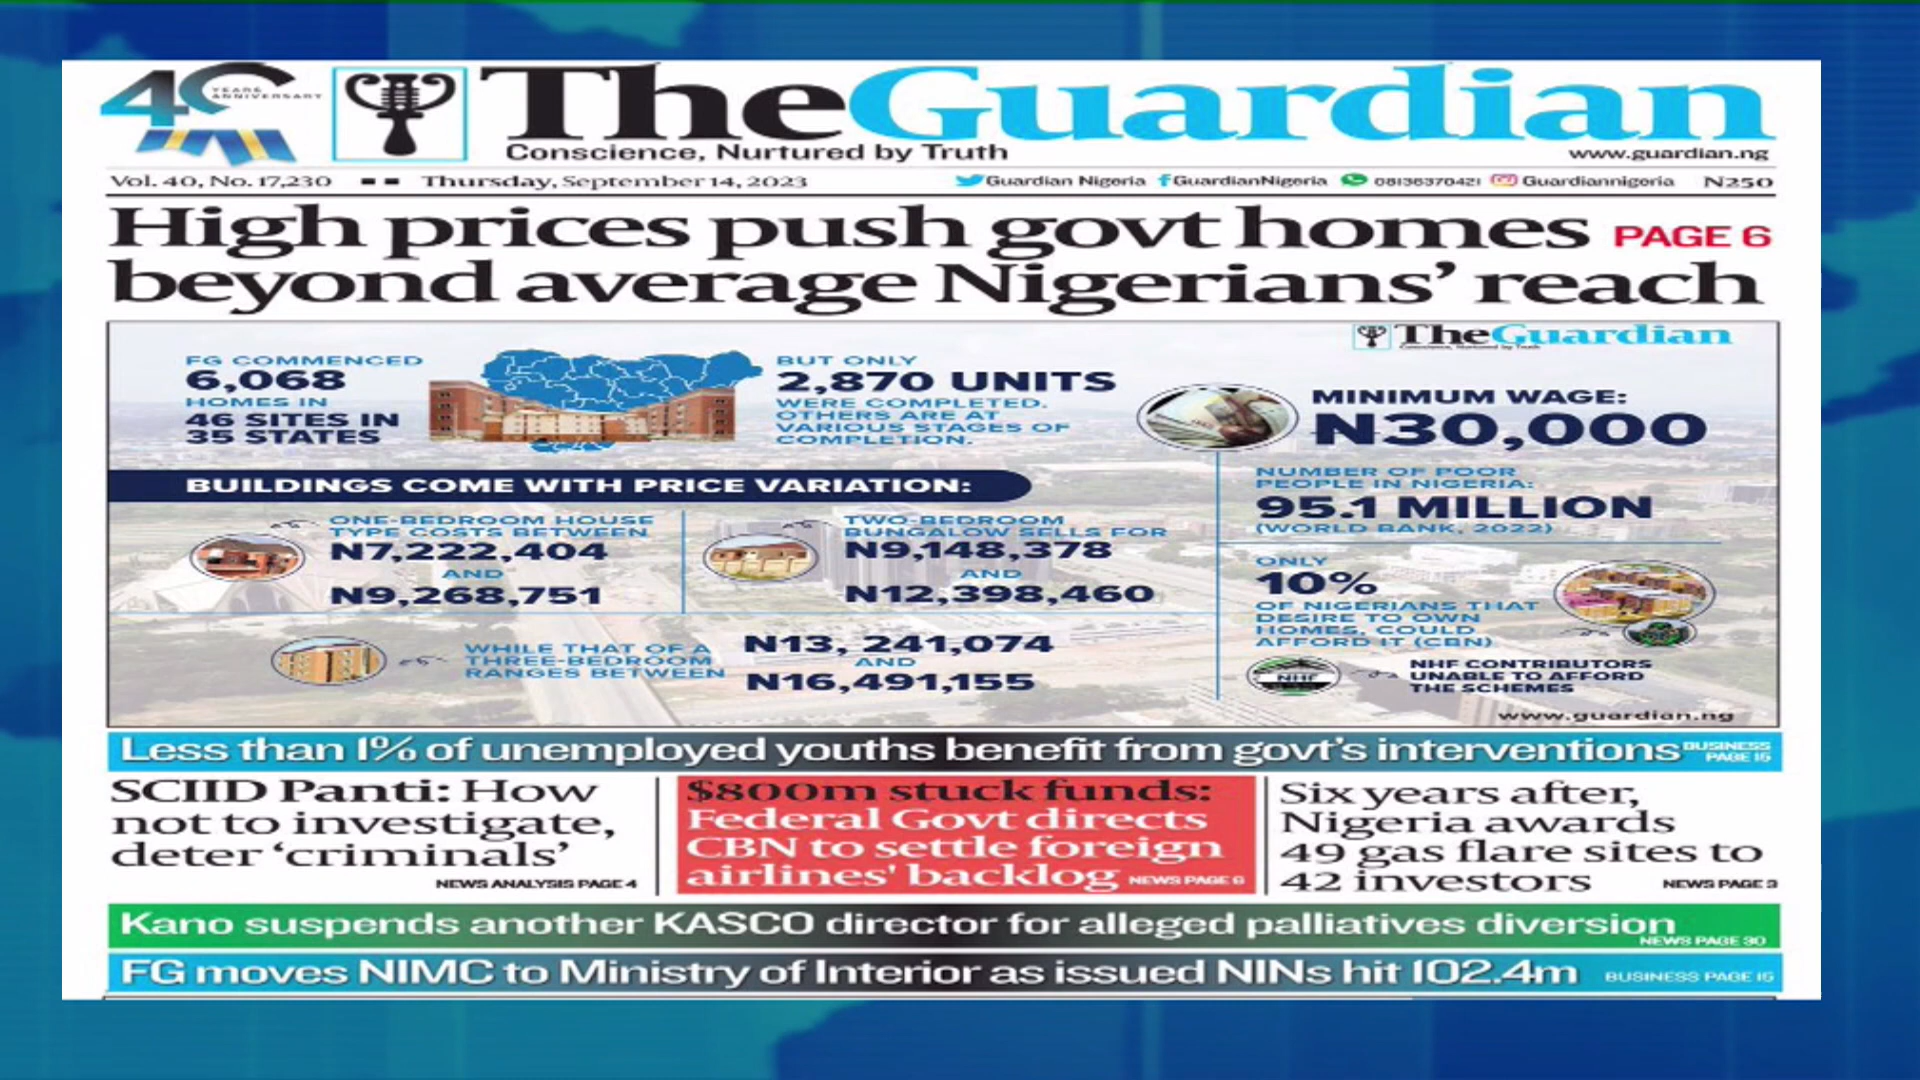 40 YEARS ANNIVERSARY
TheGuardian
Conscience, Nurtured by Truth
www.guardian.ng
Vol. 40, No. 17,230 Thursday, September 14, 2023 Guardian Nigeria GuardianNigeria 08136370421 Guardiannigeria N250
High prices push govt homes PAGE 6
beyond average Nigerians' reach
TheGuardian
Conscience, Nurtured by Truth
FG COMMENCED
6,068
HOMES IN
46 SITES IN
35 STATES
BUT ONLY
2,870 UNITS
WERE COMPLETED.
OTHERS ARE AT
VARIOUS STAGES OF
COMPLETION.
MINIMUM WAGE:
N30,000
BUILDINGS COME WITH PRICE VARIATION:
ONE-BEDROOM HOUSE
TYPE COSTS BETWEEN
N7,222,404
AND
N9,268,751
TWO-BEDROOM
BUNGALOW SELLS FOR
N9,148,378
AND
N12,398,460
WHILE THAT OF A
THREE-BEDROOM
RANGES BETWEEN
N13, 241,074
AND
N16,491,155
NUMBER OF POOR
PEOPLE IN NIGERIA:
95.1 MILLION
(WORLD BANK, 2022)
ONLY
10%
OF NIGERIANS THAT
DESIRE TO OWN
HOMES, COULD
AFFORD IT (CBN)
NHF
NHF CONTRIBUTORS
UNABLE TO AFFORD
THE SCHEMES
www.guardian.ng
Less than 1% of unemployed youths benefit from govt's interventions BUSINESS
PAGE 15
SCIID Panti: How
not to investigate,
deter 'criminals'
NEWS ANALYSIS PAGE 4
$800m stuck funds:
Federal Govt directs
CBN to settle foreign
airlines' backlog NEWS PAGE 6
Six years after,
Nigeria awards
49 gas flare sites to
42 investors NEWS PAGE 3
Kano suspends another KASCO director for alleged palliatives diversion
NEWS PAGE 30
FG moves NIMC to Ministry of Interior as issued NINs hit 102.4m BUSINESS PAGE 15